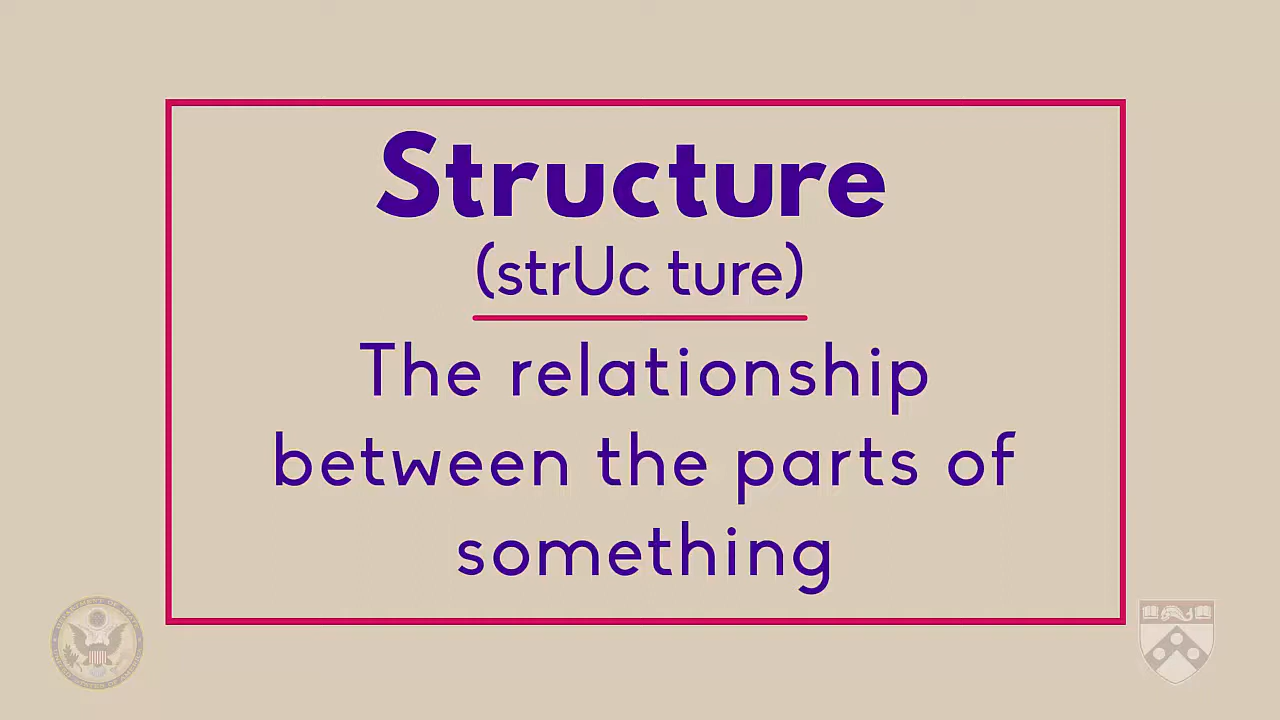 Structure
(strUc ture)
The relationship
between the parts of
something